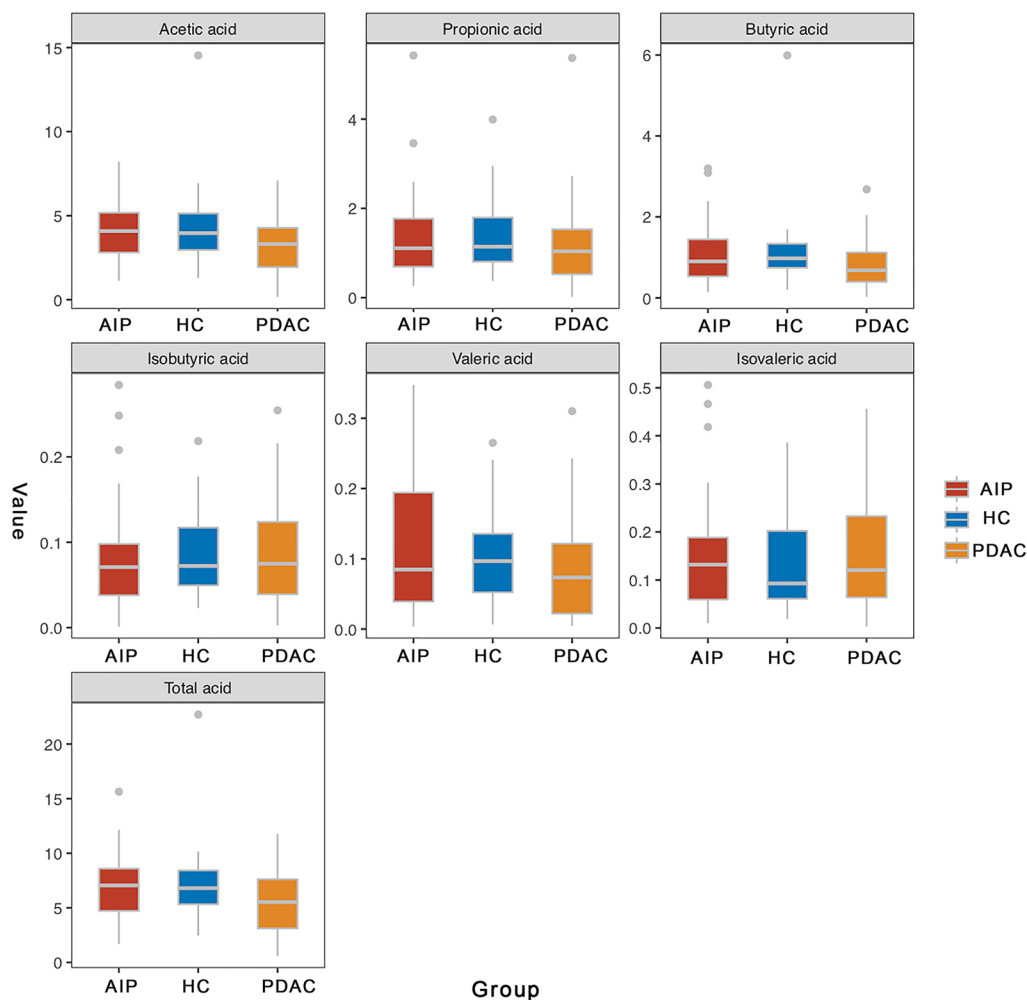 Acetic acid
Propionic acid
Butyric acid
15
10
5
0
4
2
0
6
4
2
0
AIP HC PDAC
AIP HC PDAC
AIP HC PDAC
Isobutyric acid
Valeric acid
Isovaleric acid
Value
0.2
0.1
0.0
0.3
0.2
0.1
0.0
0.5
0.4
0.3
0.2
0.1
0.0
AIP HC PDAC
AIP HC PDAC
AIP HC PDAC
AIP
HC
PDAC
Total acid
20
15
10
5
0
AIP HC PDAC
Group